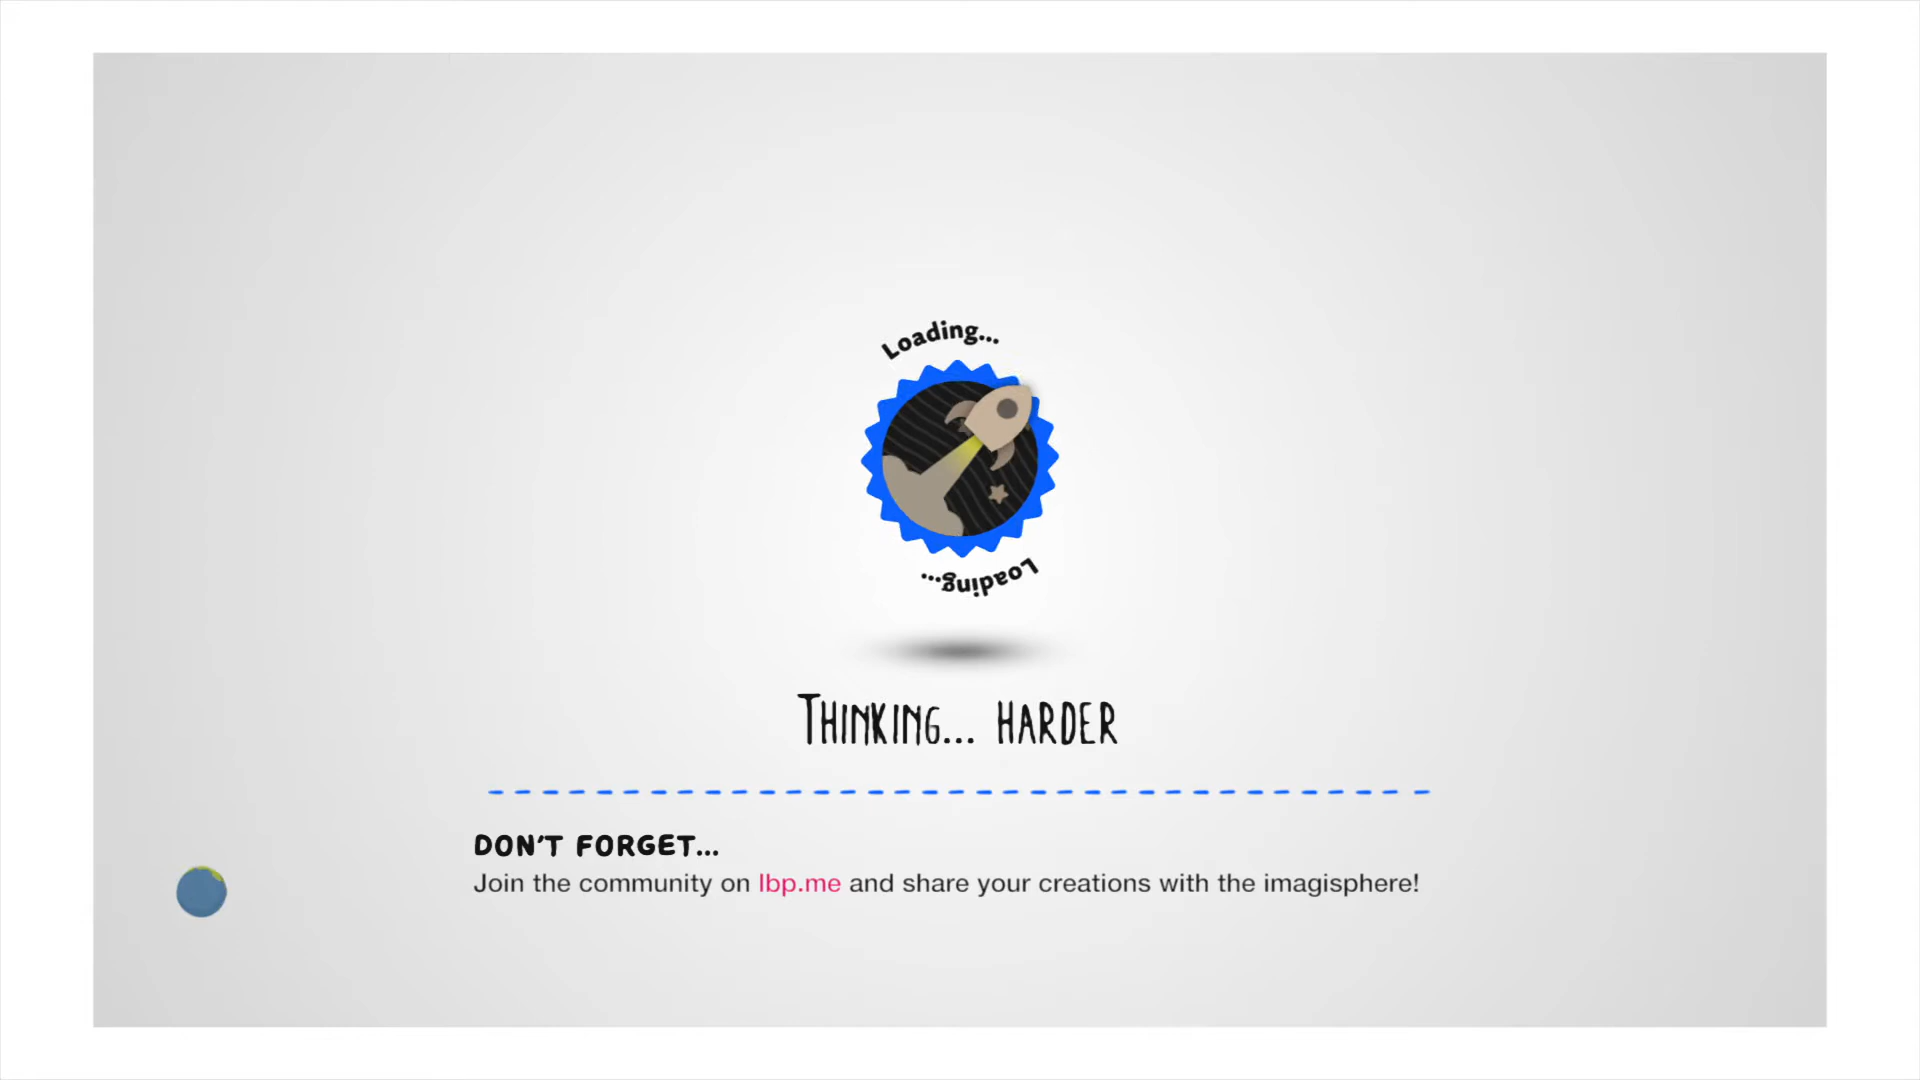 Loading...
Loading...
Thinking... harder
DON'T FORGET...
Join the community on lbp.me and share your creations with the imagisphere!